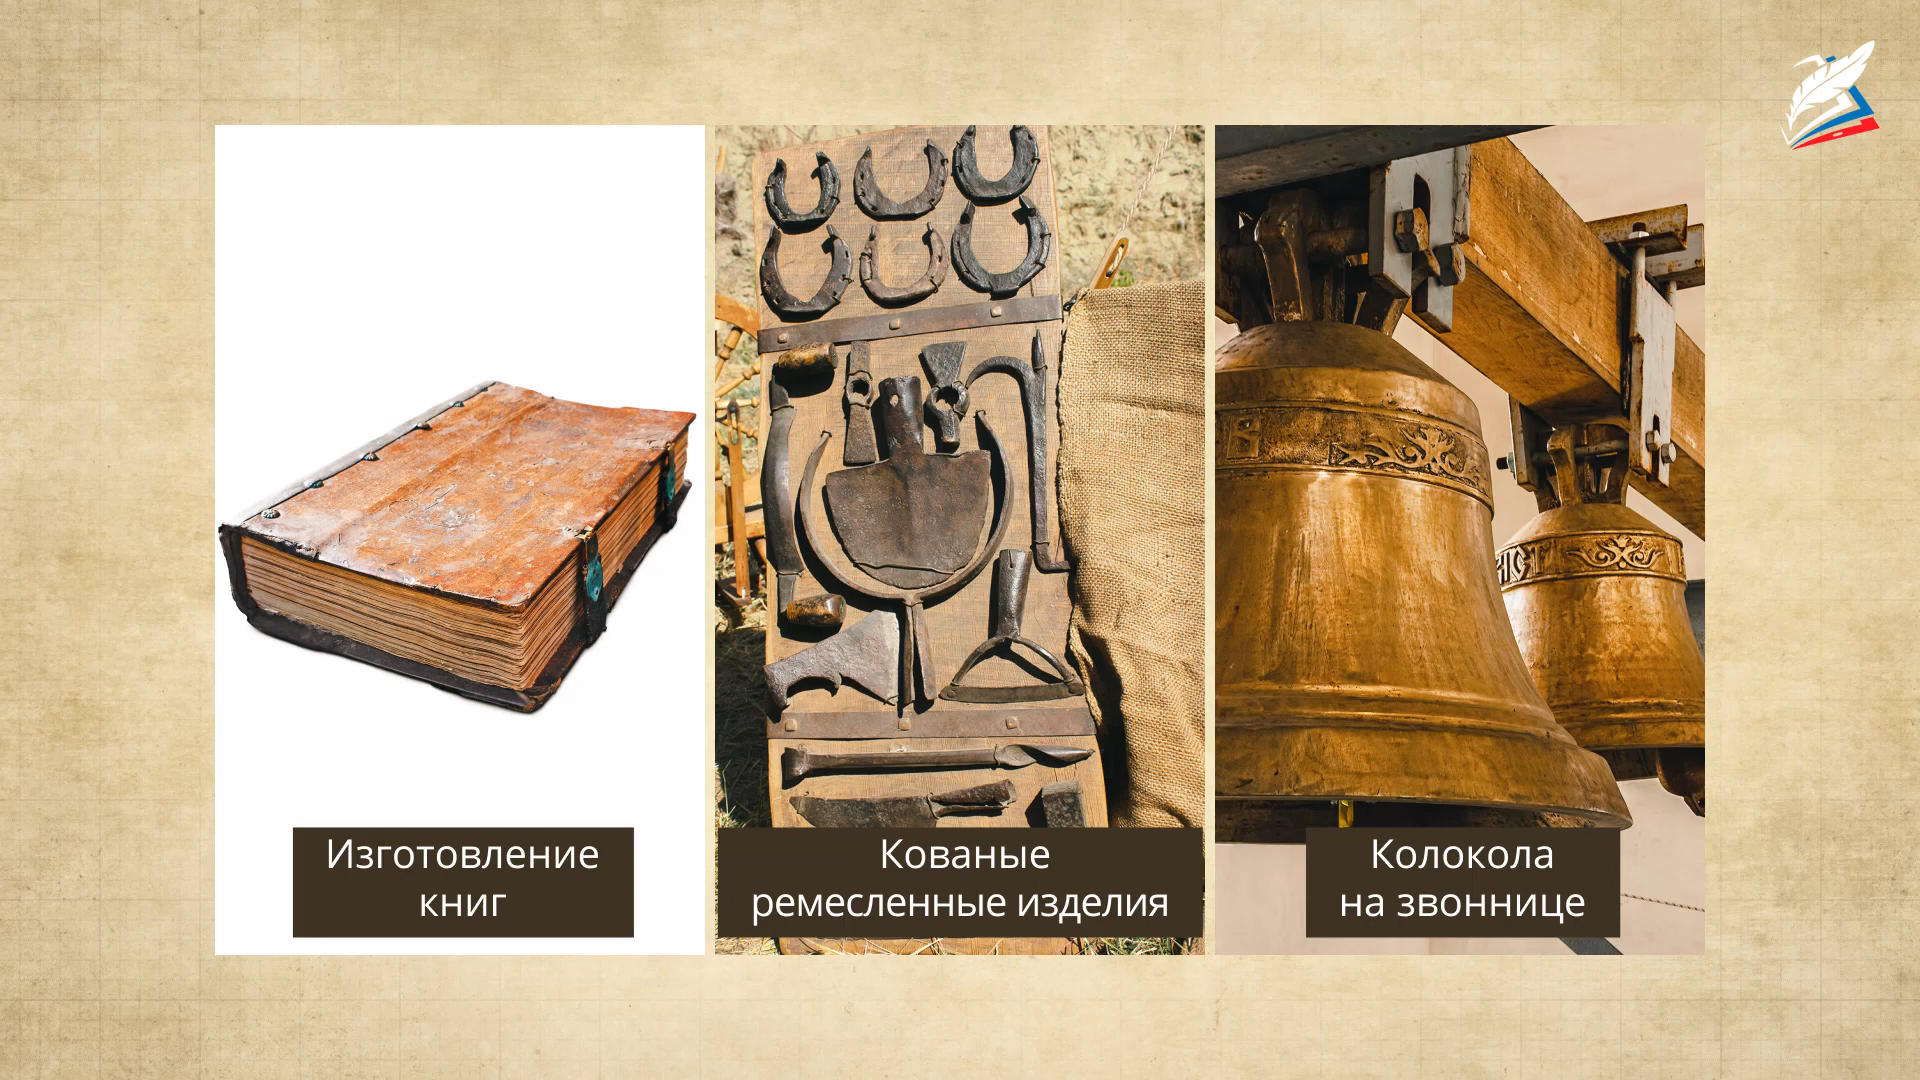 Изготовление
книг
Кованые
ремесленные изделия
Колокола
на звоннице